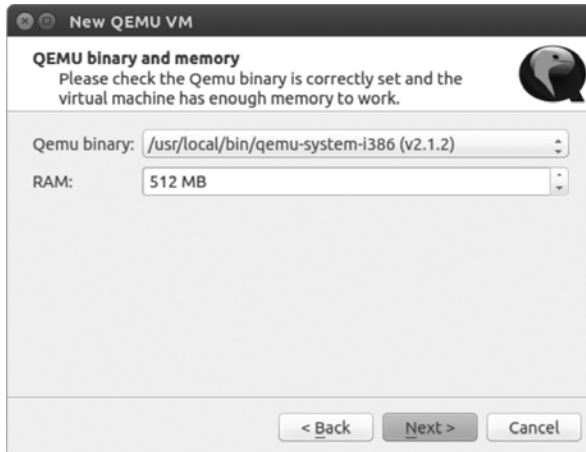 New QEMU VM
QEMU binary and memory
Please check the Qemu binary is correctly set and the
virtual machine has enough memory to work.
Qemu binary: /usr/local/bin/qemu-system-i386 (v2.1.2)
RAM: 512 MB
< Back Next > Cancel